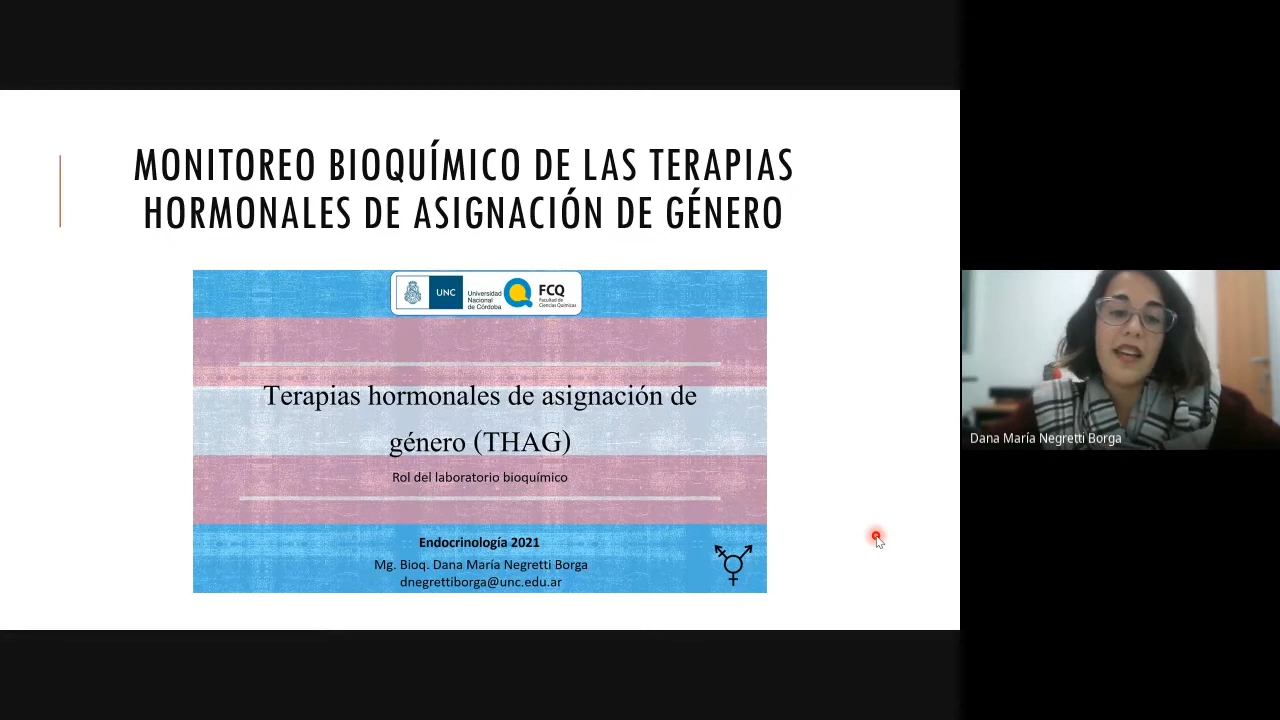 MONITOREO BIOQUÍMICO DE LAS TERAPIAS
HORMONALES DE ASIGNACIÓN DE GÉNERO
UNC
Universidad
Nacional
de Córdoba
FCQ
Facultad de
Ciencias Químicas
Terapias hormonales de asignación de
género (THAG)
Rol del laboratorio bioquímico
Endocrinología 2021
Mg. Bioq. Dana María Negretti Borga
dnegrettiborga@unc.edu.ar
Dana María Negretti Borga